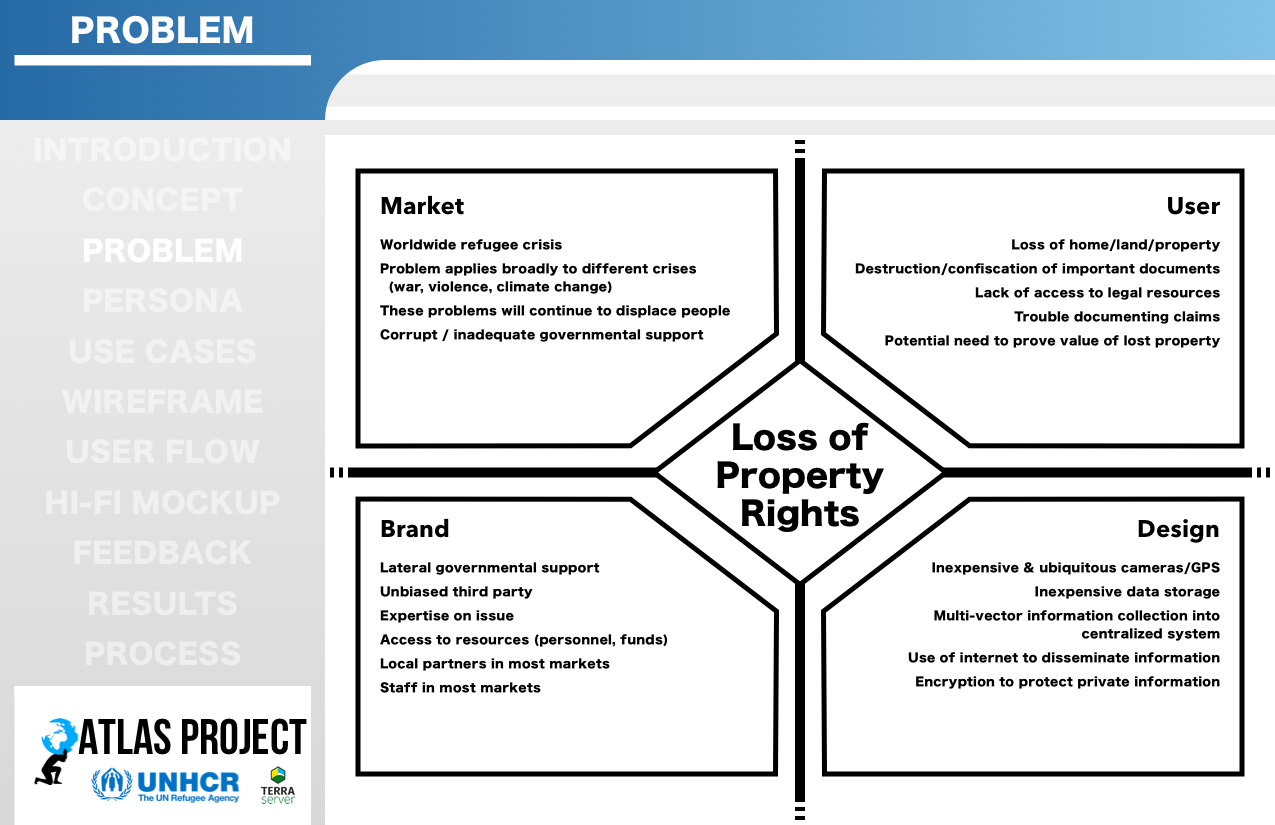 PROBLEM
INTRODUCTION
CONCEPT
PROBLEM
PERSONA
USE CASES
WIREFRAME
USER FLOW
HI-FI MOCKUP
FEEDBACK
RESULTS
PROCESS
ATLAS PROJECT
UNHCR
The UN Refugee Agency
TERRA
server
Market
Worldwide refugee crisis
Problem applies broadly to different crises
(war, violence, climate change)
These problems will continue to displace people
Corrupt / inadequate governmental support
User
Loss of home/land/property
Destruction/confiscation of important documents
Lack of access to legal resources
Trouble documenting claims
Potential need to prove value of lost property
Loss of
Property
Rights
Brand
Lateral governmental support
Unbiased third party
Expertise on issue
Access to resources (personnel, funds)
Local partners in most markets
Staff in most markets
Design
Inexpensive & ubiquitous cameras/GPS
Inexpensive data storage
Multi-vector information collection into
centralized system
Use of internet to disseminate information
Encryption to protect private information